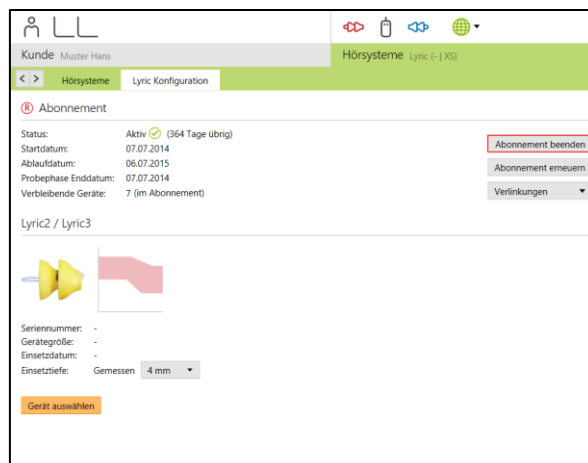 Kunde Muster Hans
Hörsysteme Lyric (- | XS)
< > Hörsysteme Lyric Konfiguration
R Abonnement
Status: Aktiv (364 Tage übrig)
Startdatum: 07.07.2014
Ablaufdatum: 06.07.2015
Probephase Enddatum: 07.07.2014
Verbleibende Geräte: 7 (im Abonnement)
Abonnement beenden
Abonnement erneuern
Verlinkungen
Lyric2 / Lyric3
Seriennummer: -
Gerätegröße: -
Einsetzdatum: -
Einsetztiefe: Gemessen 4 mm
Gerät auswählen